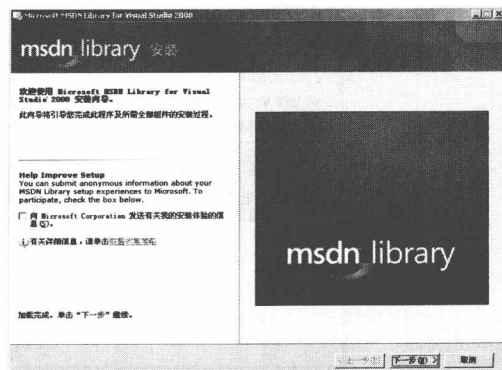 Microsoft MSDN Library for Visual Studio 2008
msdn library 安装
欢迎使用 Microsoft MSDN Library for Visual
Studio 2008 安装向导。
此向导将引导您完成此程序及所需全部组件的安装过程。
Help Improve Setup
You can submit anonymous information about your
MSDN Library setup experiences to Microsoft. To
participate, check the box below.
向 Microsoft Corporation 发送有关我的安装体验的信
息(S)。
有关详细信息，请单击
加载完成。单击“下一步”继续。
msdn library
<上一步(P) 下一步(N) > 取消